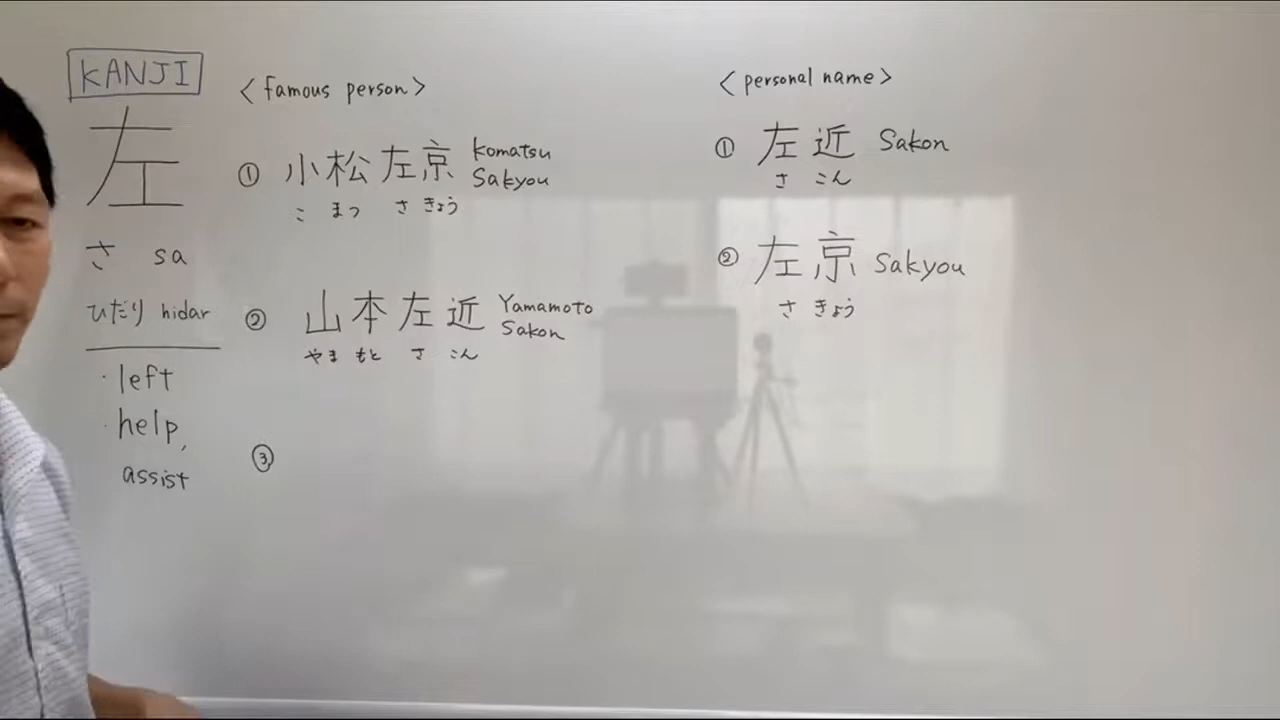 KANJI
左
さ sa
ひだり hidari
・left
・help,
assist
<famous person>
① 小松左京 Komatsu
Sakyou
こ まつ さ きょう
② 山本左近 Yamamoto
Sakon
やま もと さ こん
③
<personal name>
① 左近 Sakon
さ こん
② 左京 Sakyou
さ きょう